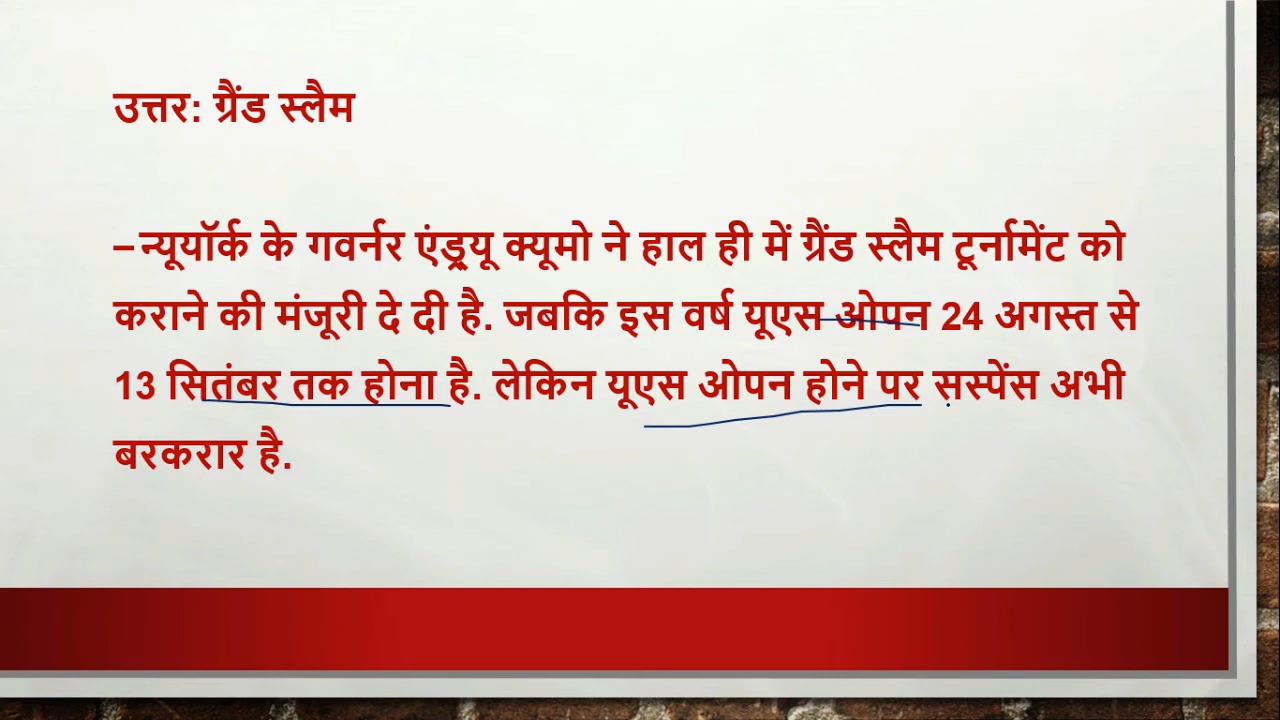 उत्तर: ग्रैंड स्लैम
–न्यूयॉर्क के गवर्नर एंड्र्यू क्यूमो ने हाल ही में ग्रैंड स्लैम टूर्नामेंट को
कराने की मंजूरी दे दी है. जबकि इस वर्ष यूएस ओपन 24 अगस्त से
13 सितंबर तक होना है. लेकिन यूएस ओपन होने पर सस्पेंस अभी
बरकरार है.